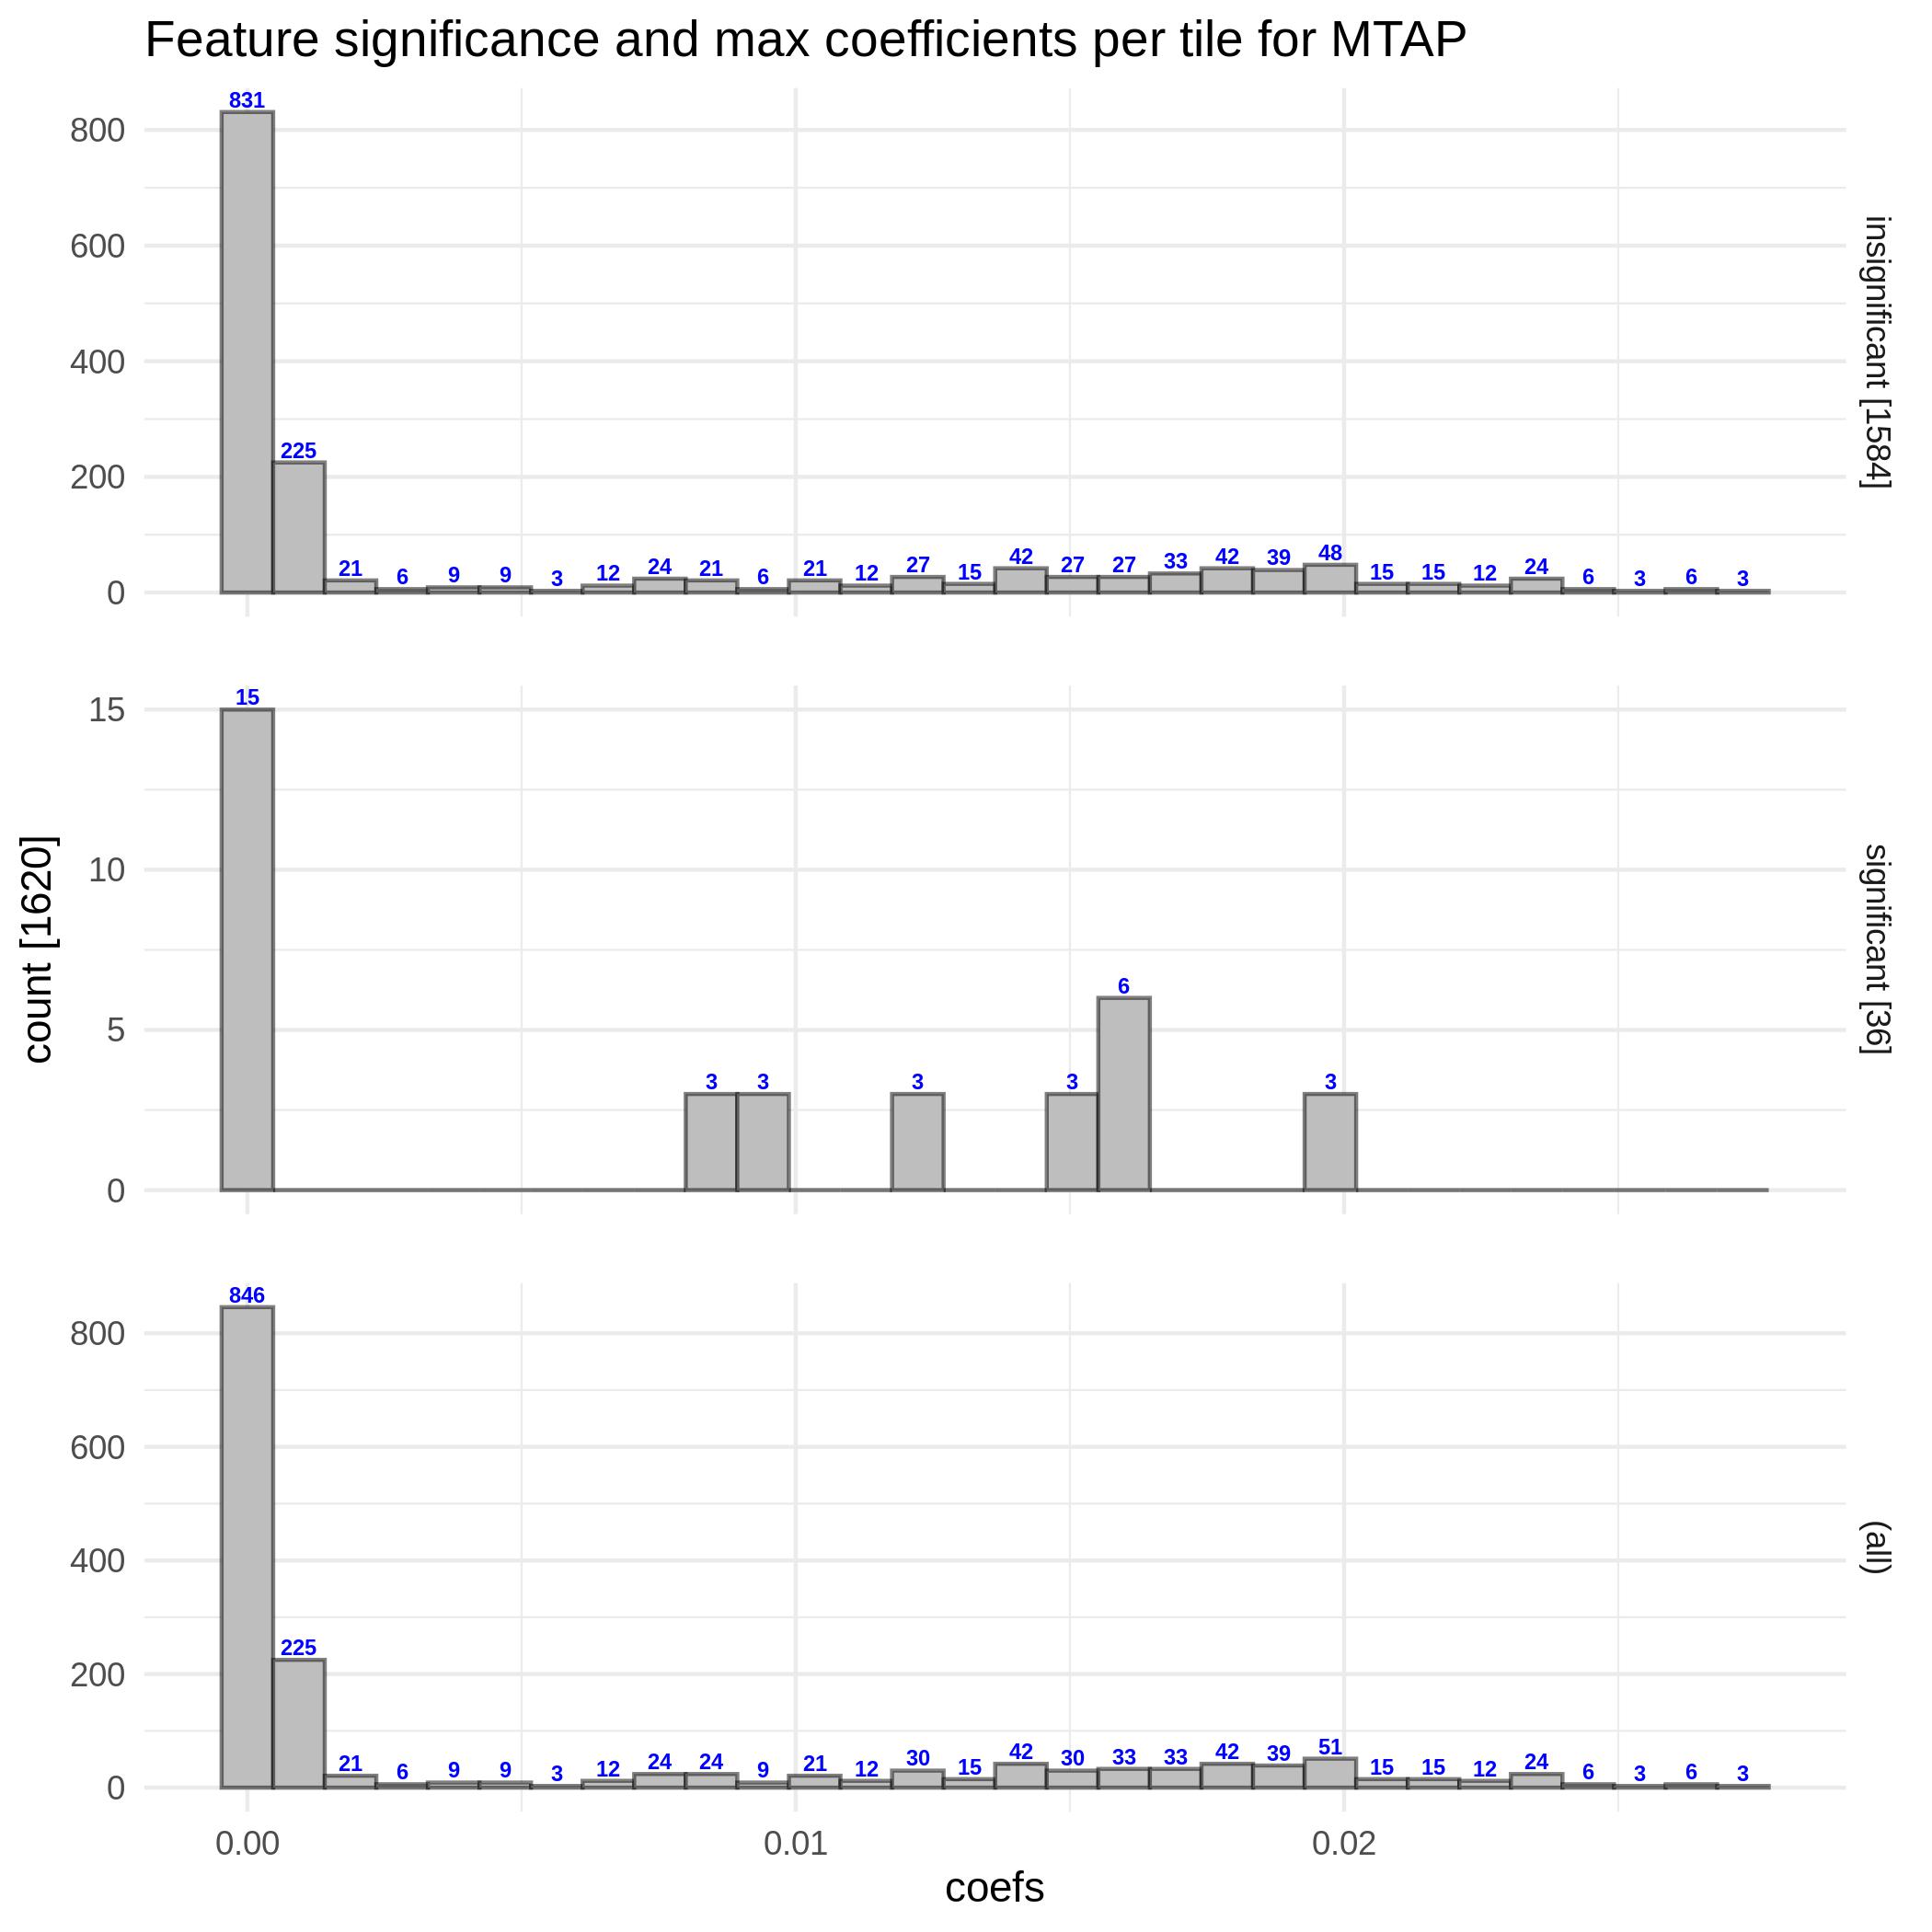 Feature significance and max coefficients per tile for MTAP
831
800
600
400
225
200
21 6 9 9 3 12 24 21 6 21 12 27 15 42 27 27 33 42 39 48 15 15 12 24 6 3 6 3
0
insignificant [1584]
15
15
10
6
5
3 3 3 3 3
0
significant [36]
count [1620]
846
800
600
400
225
200
21 6 9 9 3 12 24 24 9 21 12 30 15 42 30 33 33 42 39 51 15 15 12 24 6 3 6 3
0
(all)
0.00 0.01 0.02
coefs